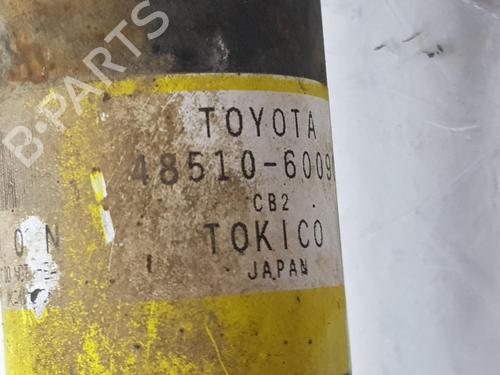 B-PARTS
TOYOTA
48510-6009
CB2
O N
TOKICO
JAPAN